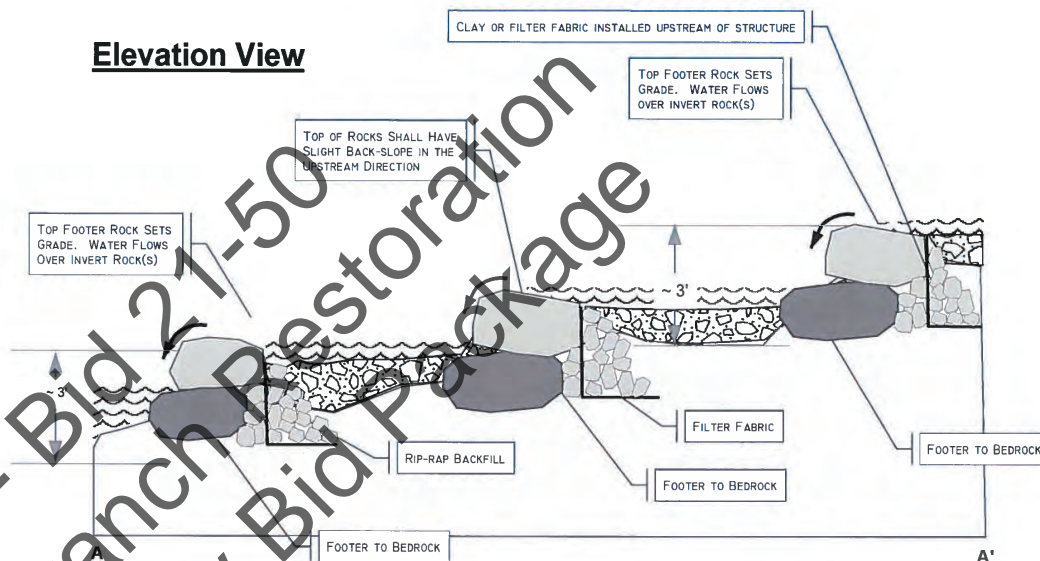 CLAY OR FILTER FABRIC INSTALLED UPSTREAM OF STRUCTURE
Elevation View
TOP FOOTER ROCK SETS
GRADE. WATER FLOWS
OVER INVERT ROCK(S)
TOP OF ROCKS SHALL HAVE
SLIGHT BACK-SLOPE IN THE
UPSTREAM DIRECTION
TOP FOOTER ROCK SETS
GRADE. WATER FLOWS
OVER INVERT ROCK(S)
~ 3'
~ 3'
FILTER FABRIC
FOOTER TO BEDROCK
RIP-RAP BACKFILL
FOOTER TO BEDROCK
FOOTER TO BEDROCK
A
A'
Bid 21-50
Restoration
Bid Package